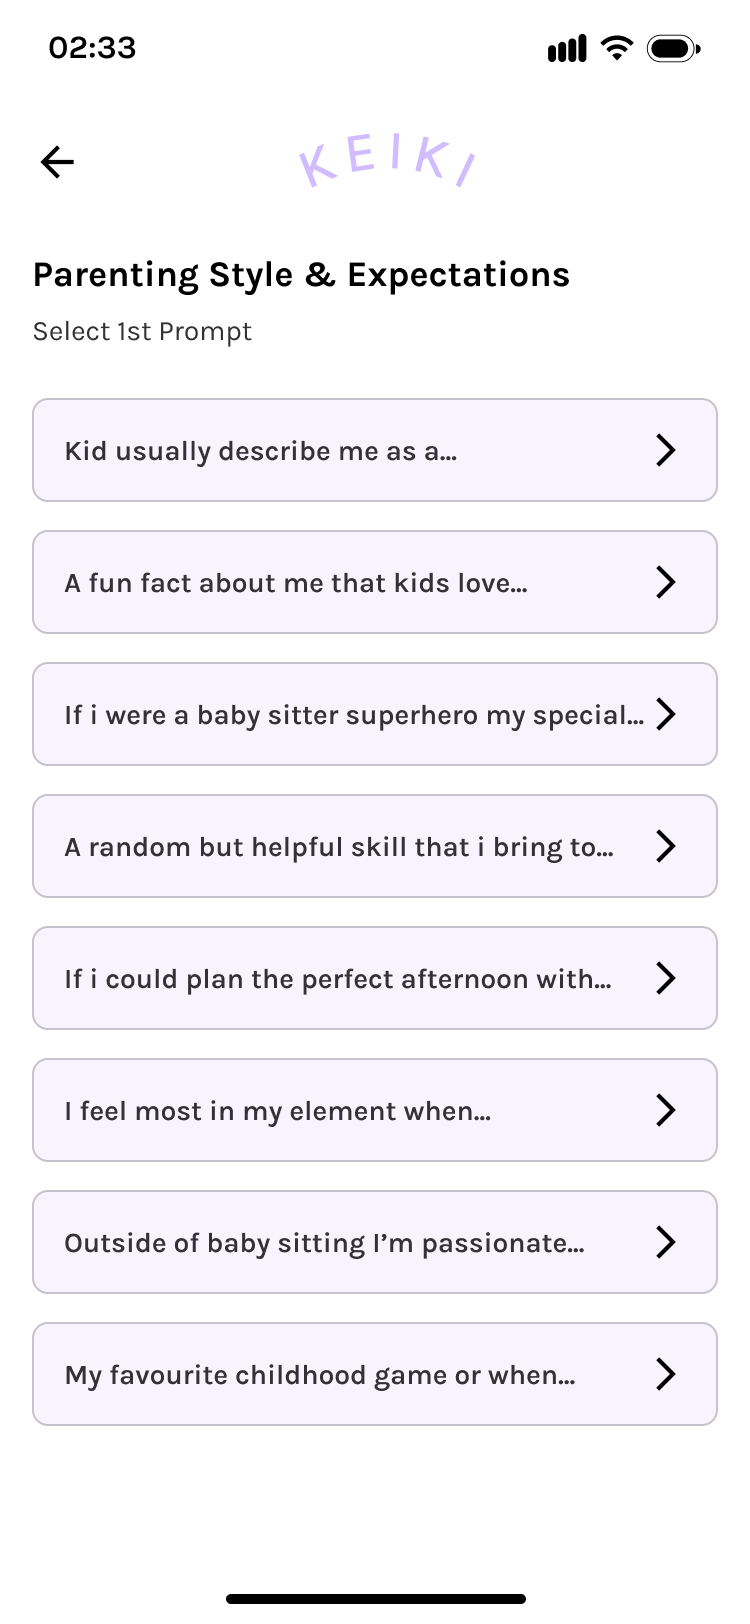 02:33
KEIKI
Parenting Style & Expectations
Select 1st Prompt
Kid usually describe me as a...
A fun fact about me that kids love...
If i were a baby sitter superhero my special...
A random but helpful skill that i bring to...
If i could plan the perfect afternoon with...
I feel most in my element when...
Outside of baby sitting I’m passionate...
My favourite childhood game or when...